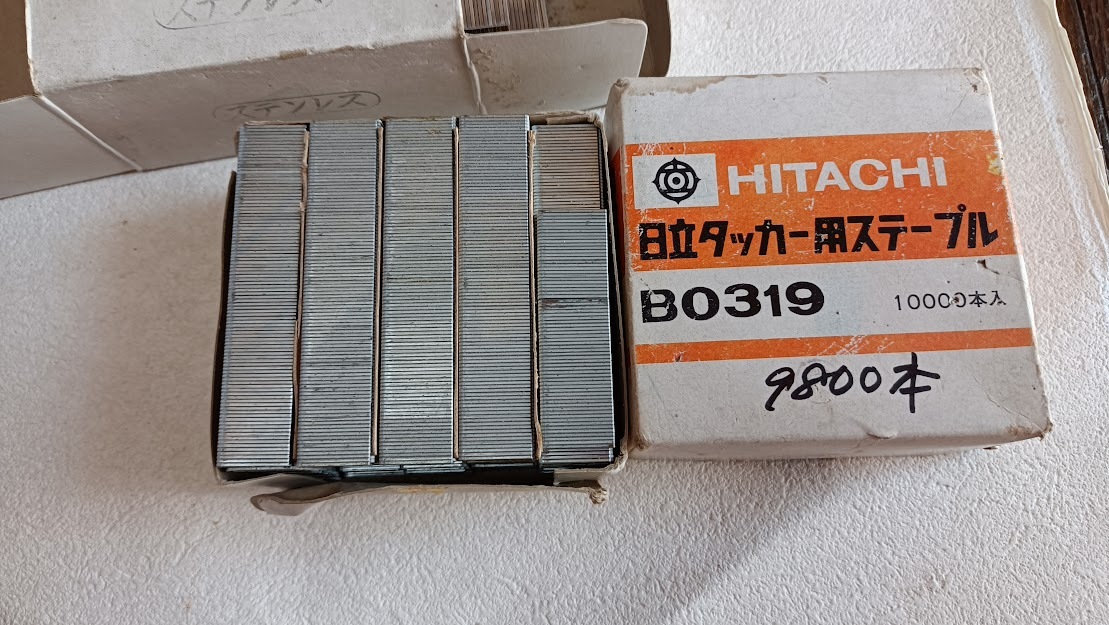 ステンレス
ステンレス
HITACHI
日立タッカー用ステープル
B0319
10000本入
9800本